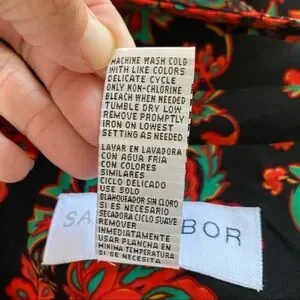 MACHINE WASH COLD
WITH LIKE COLORS
DELICATE CYCLE
ONLY NON-CHLORINE
BLEACH WHEN NEEDED
TUMBLE DRY LOW
REMOVE PROMPTLY
IRON ON LOWEST
SETTING AS NEEDED
LAVAR EN LAVADORA
CON AGUA FRIA
CON COLORES
SIMILARES
CICLO DELICADO
USE SOLO
BLANQUEADOR SIN CLORO
SI ES NECESARIO
SECADORA CICLO SUAVE
REMOVER
INMEDIATAMENTE
USAR PLANCHA EN
MINIMA TEMPERATURA
SI SE NECESITA
SA
BOR